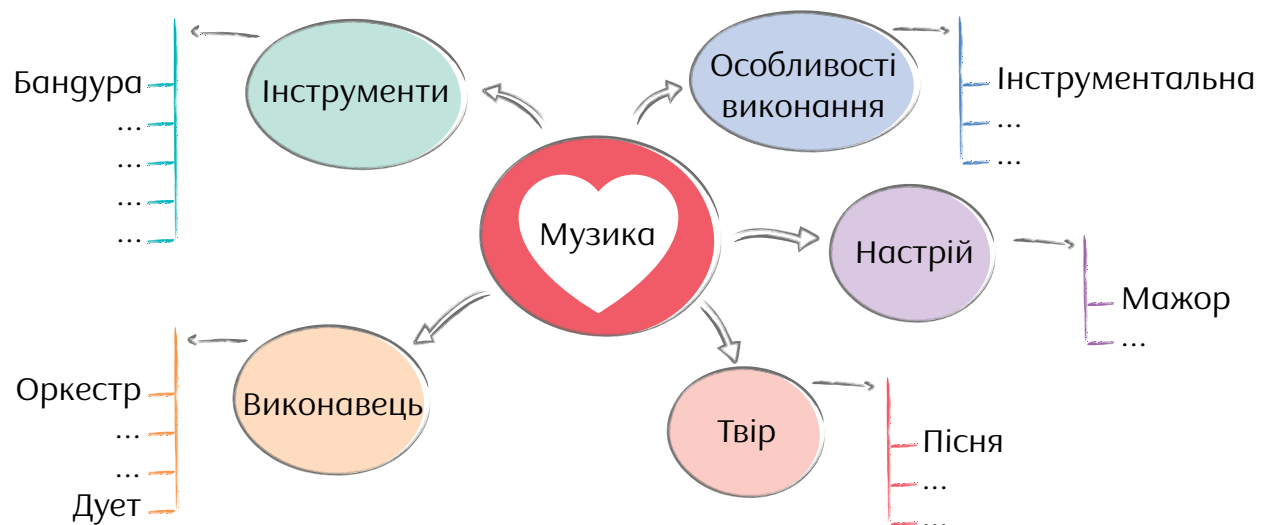 Інструменти
Бандура
...
...
...
...
Особливості
виконання
Інструментальна
...
...
Музика
Настрій
Мажор
...
Виконавець
Оркестр
...
...
Дует
Твір
Пісня
...
...